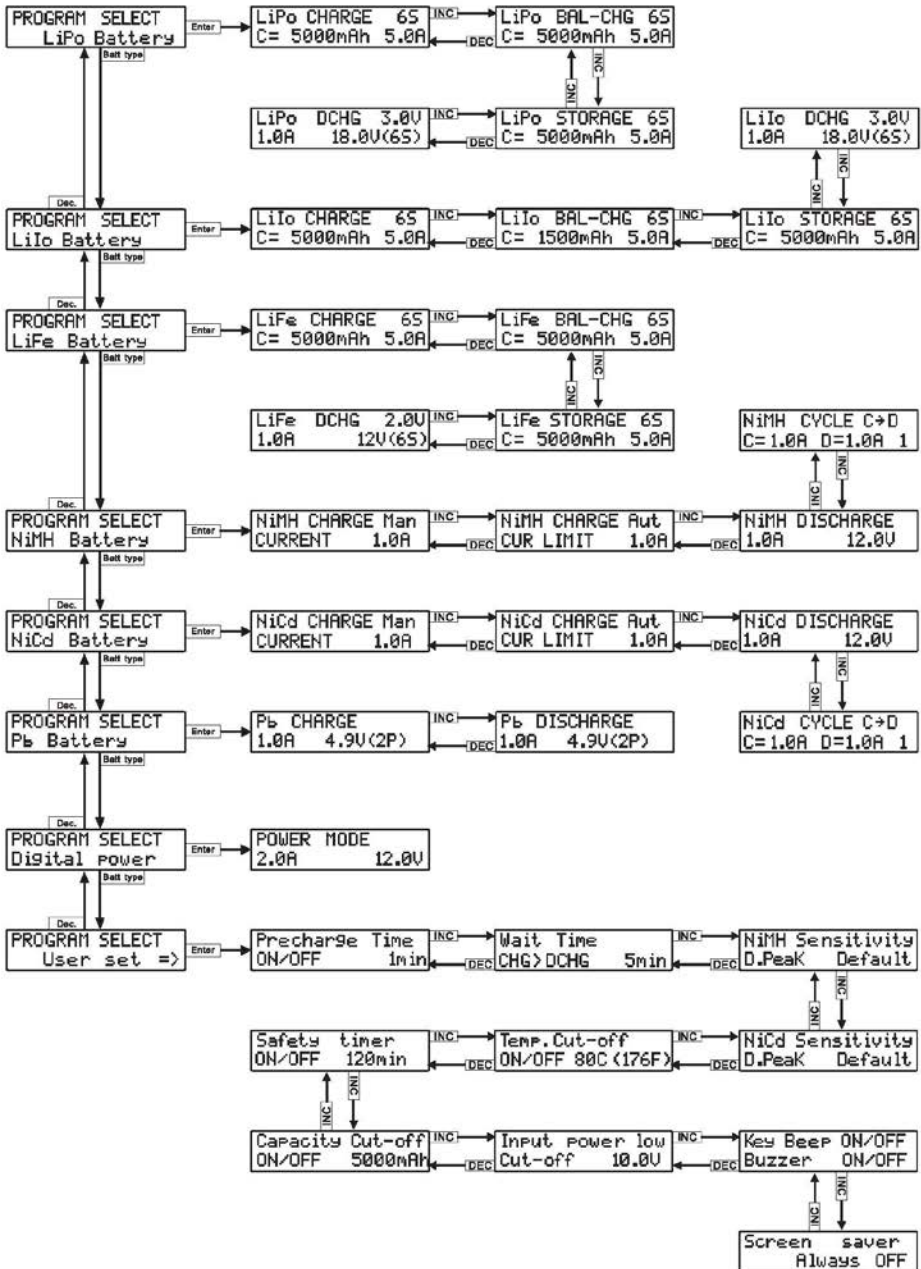 PROGRAM SELECT
LiPo Battery
Enter
Batt type
LiPo CHARGE 6S
C= 5000mAh 5.0A
INC
DEC
LiPo BAL-CHG 6S
C= 5000mAh 5.0A
INC
INC
LiPo DCHG 3.0V
1.0A 18.0V(6S)
INC
DEC
LiPo STORAGE 6S
C= 5000mAh 5.0A
LiIo DCHG 3.0V
1.0A 18.0V(6S)
INC
INC
Dec.
PROGRAM SELECT
LiIo Battery
Enter
Batt type
LiIo CHARGE 6S
C= 5000mAh 5.0A
INC
DEC
LiIo BAL-CHG 6S
C= 1500mAh 5.0A
INC
DEC
LiIo STORAGE 6S
C= 5000mAh 5.0A
Dec.
PROGRAM SELECT
LiFe Battery
Enter
Batt type
LiFe CHARGE 6S
C= 5000mAh 5.0A
INC
DEC
LiFe BAL-CHG 6S
C= 5000mAh 5.0A
INC
INC
LiFe DCHG 2.0V
1.0A 12V(6S)
INC
DEC
LiFe STORAGE 6S
C= 5000mAh 5.0A
NiMH CYCLE C→D
C=1.0A D=1.0A 1
INC
INC
Dec.
PROGRAM SELECT
NiMH Battery
Enter
Batt type
NiMH CHARGE Man
CURRENT 1.0A
INC
DEC
NiMH CHARGE Aut
CUR LIMIT 1.0A
INC
DEC
NiMH DISCHARGE
1.0A 12.0V
Dec.
PROGRAM SELECT
NiCd Battery
Enter
Batt type
NiCd CHARGE Man
CURRENT 1.0A
INC
DEC
NiCd CHARGE Aut
CUR LIMIT 1.0A
INC
DEC
NiCd DISCHARGE
1.0A 12.0V
INC
INC
Dec.
PROGRAM SELECT
Pb Battery
Enter
Batt type
Pb CHARGE
1.0A 4.9V(2P)
INC
DEC
Pb DISCHARGE
1.0A 4.9V(2P)
NiCd CYCLE C→D
C=1.0A D=1.0A 1
Dec.
PROGRAM SELECT
Digital power
Enter
Batt type
POWER MODE
2.0A 12.0V
Dec.
PROGRAM SELECT
User set =>
Enter
Precharge Time
ON/OFF 1min
INC
DEC
Wait Time
CHG>DCHG 5min
INC
DEC
NiMH Sensitivity
D.Peak Default
INC
INC
Safety timer
ON/OFF 120min
INC
DEC
Temp.Cut-off
ON/OFF 80C(176F)
INC
DEC
NiCd Sensitivity
D.Peak Default
INC
INC
Capacity Cut-off
ON/OFF 5000mAh
INC
DEC
Input power low
Cut-off 10.0V
INC
DEC
Key Beep ON/OFF
Buzzer ON/OFF
INC
INC
Screen saver
Always OFF